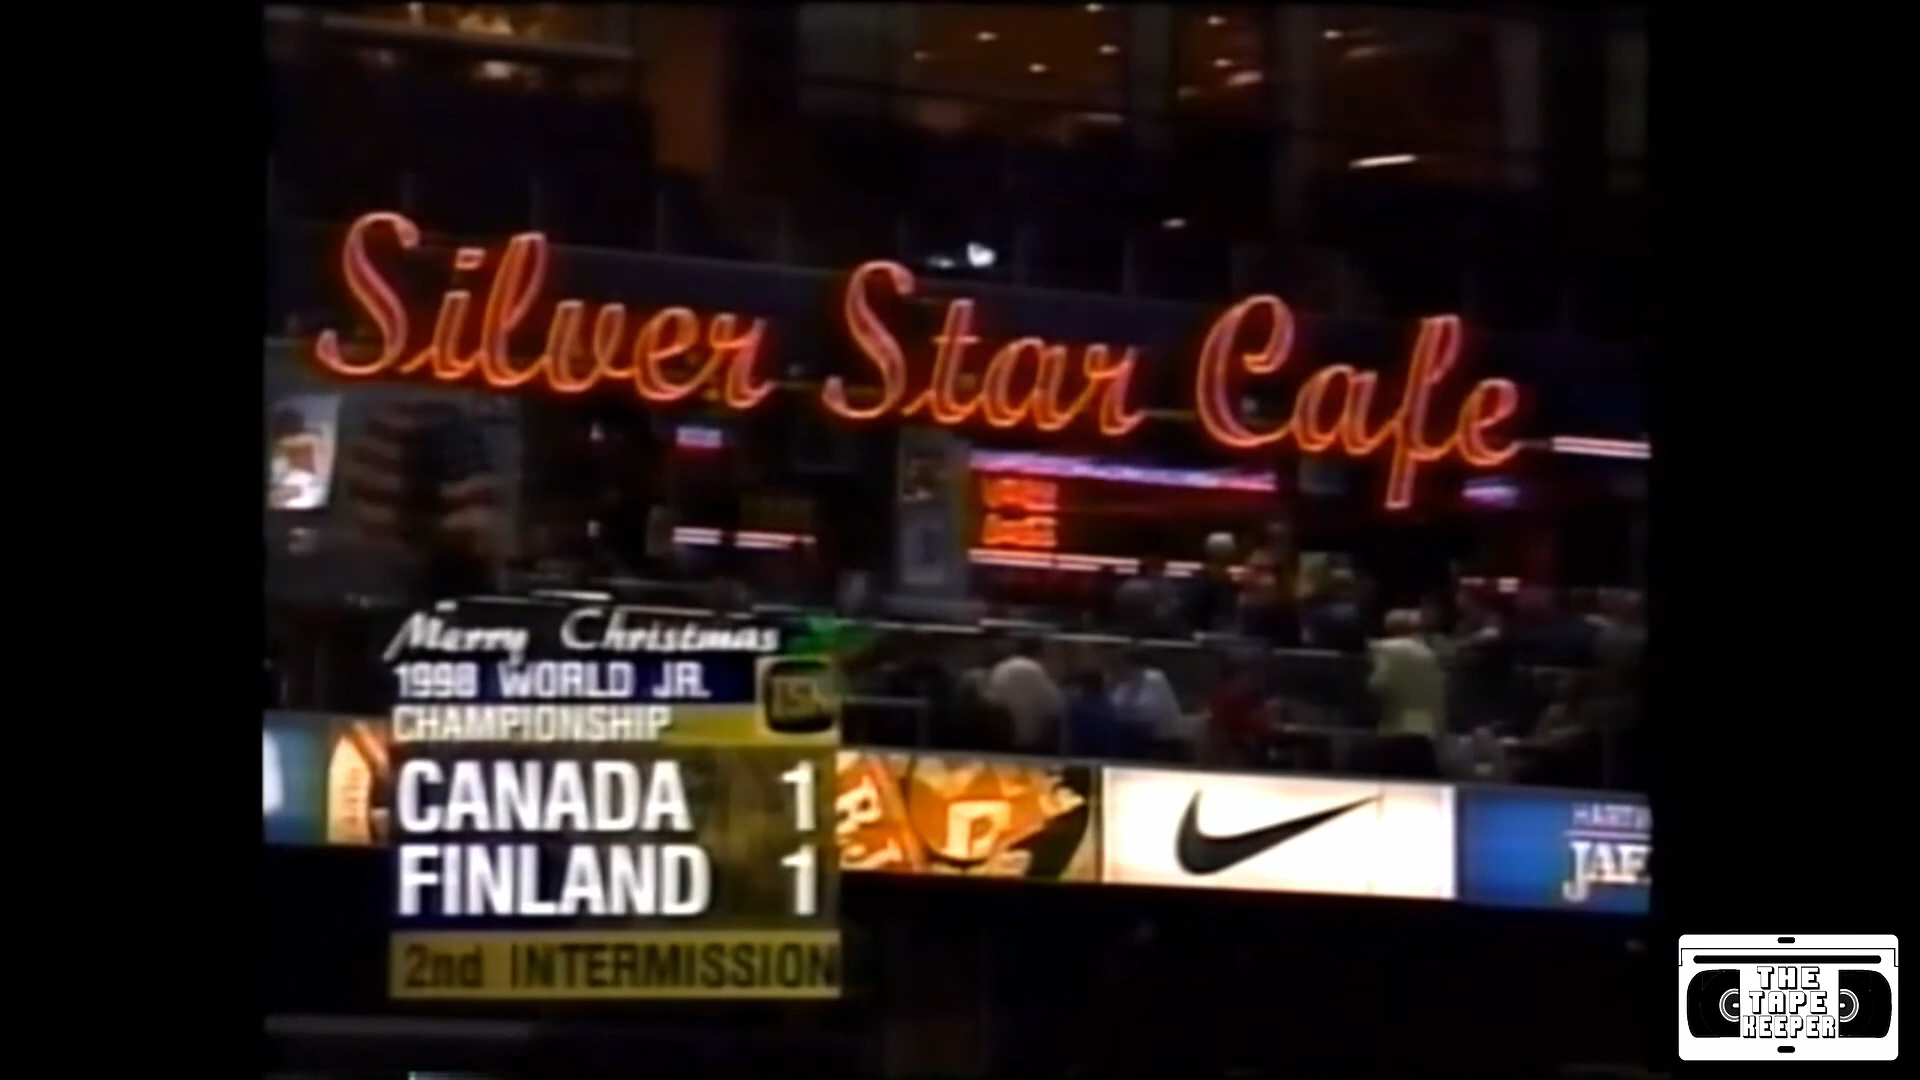 Silver Star Cafe
Merry Christmas
1998 WORLD JR.
CHAMPIONSHIP
CANADA 1
FINLAND 1
2nd INTERMISSION
THE
TAPE
KEEPER